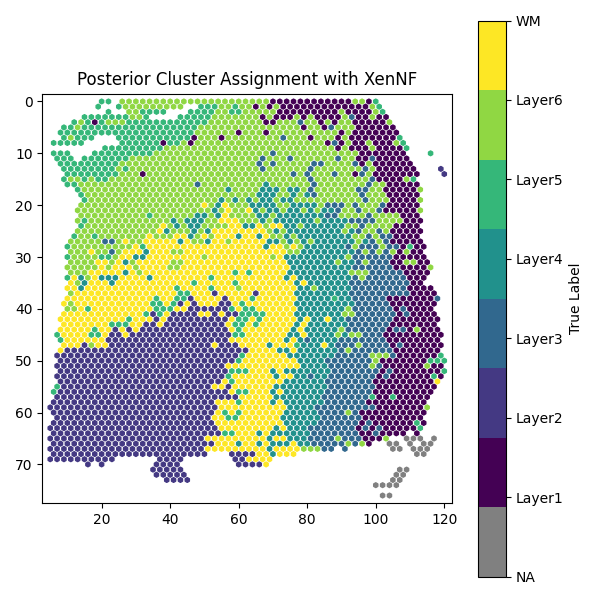 Posterior Cluster Assignment with XenNF
0
10
20
30
40
50
60
70
20
40
60
80
100
120
WM
Layer6
Layer5
Layer4
Layer3
Layer2
Layer1
NA
True Label